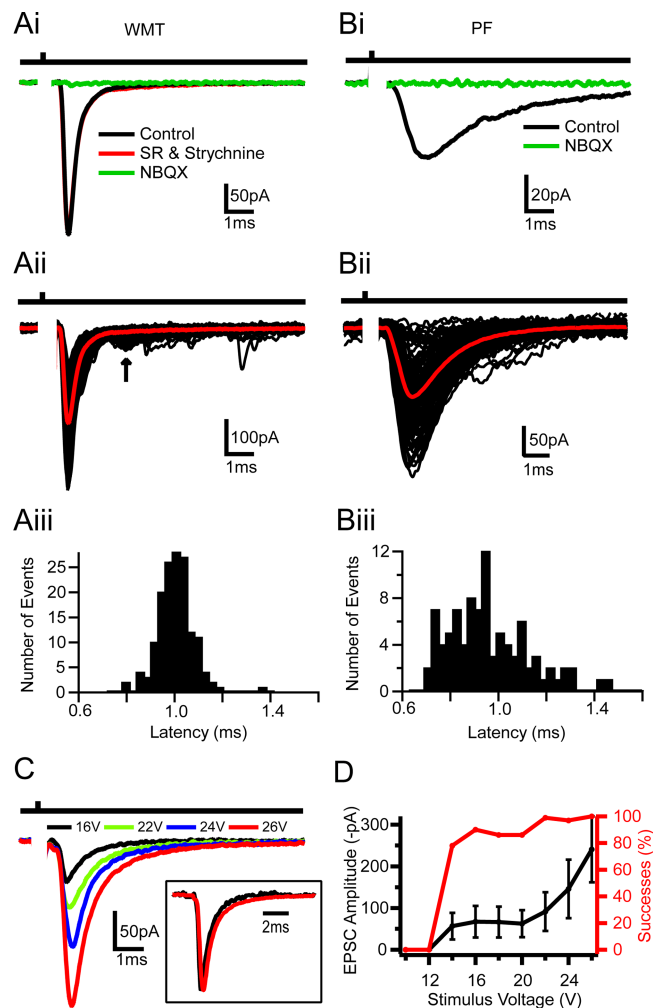 Ai
WMT
Bi
PF
Control
SR & Strychnine
NBQX
50pA
1ms
Control
NBQX
20pA
1ms
Aii
Bii
100pA
1ms
50pA
1ms
Aiii
Biii
Number of Events
25
20
15
10
5
0
0.6
1.0
1.4
Latency (ms)
Number of Events
12
8
4
0
0.6
1.0
1.4
Latency (ms)
C
16V
22V
24V
26V
50pA
1ms
2ms
D
EPSC Amplitude (-pA)
300
200
100
0
12
16
20
24
Stimulus Voltage (V)
100
80
60
40
20
0
Successes (%)